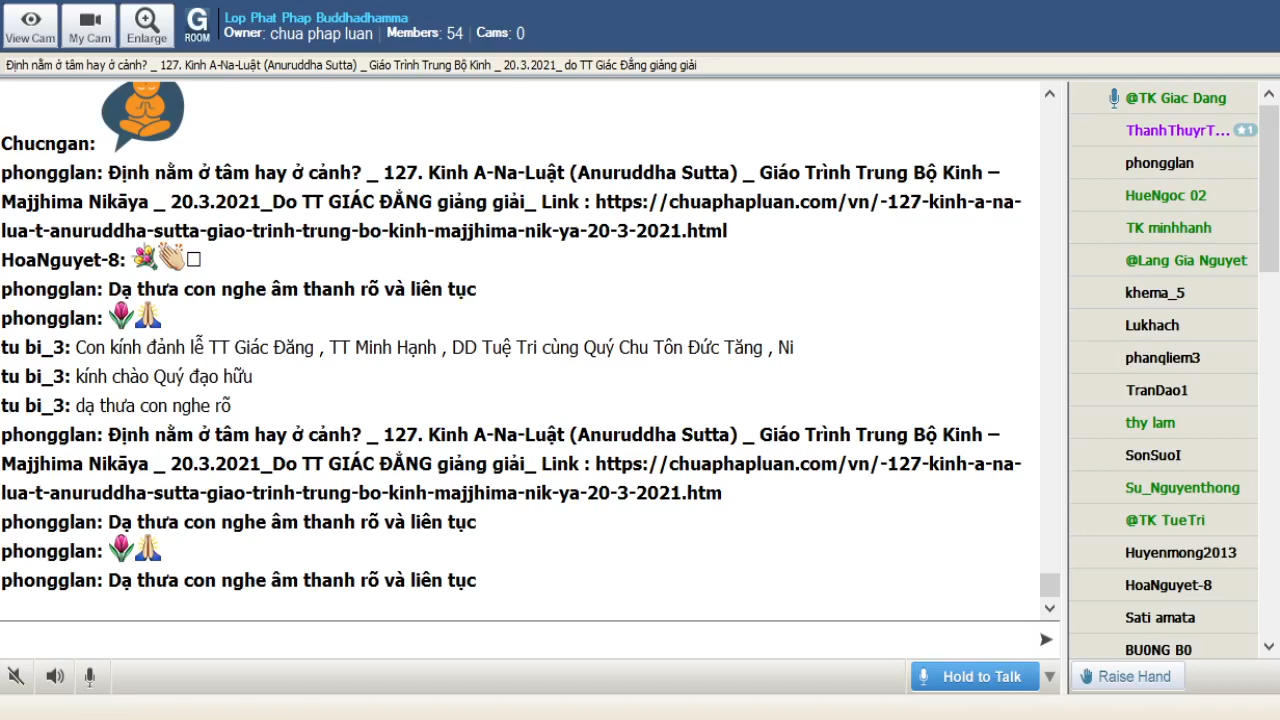 View Cam
My Cam
Enlarge
G
ROOM
Lop Phat Phap Buddhadhamma
Owner: chua phap luan Members: 54 Cams: 0
Định nằm ở tâm hay ở cảnh? _ 127. Kinh A-Na-Luật (Anuruddha Sutta) _ Giáo Trình Trung Bộ Kinh _ 20.3.2021_ do TT Giác Đẳng giảng giải
Chucngan:
phongglan: Định nằm ở tâm hay ở cảnh? _ 127. Kinh A-Na-Luật (Anuruddha Sutta) _ Giáo Trình Trung Bộ Kinh –
Majjhima Nikāya _ 20.3.2021_Do TT GIÁC ĐẲNG giảng giải_ Link : https://chuaphapluan.com/vn/-127-kinh-a-na-
lua-t-anuruddha-sutta-giao-trinh-trung-bo-kinh-majjhima-nik-ya-20-3-2021.html
HoaNguyet-8:
phongglan: Dạ thưa con nghe âm thanh rõ và liên tục
phongglan:
tu bi_3: Con kính đảnh lễ TT Giác Đăng , TT Minh Hạnh , DD Tuệ Tri cùng Quý Chu Tôn Đức Tăng , Ni
tu bi_3: kính chào Quý đạo hữu
tu bi_3: dạ thưa con nghe rõ
phongglan: Định nằm ở tâm hay ở cảnh? _ 127. Kinh A-Na-Luật (Anuruddha Sutta) _ Giáo Trình Trung Bộ Kinh –
Majjhima Nikāya _ 20.3.2021_Do TT GIÁC ĐẲNG giảng giải_ Link : https://chuaphapluan.com/vn/-127-kinh-a-na-
lua-t-anuruddha-sutta-giao-trinh-trung-bo-kinh-majjhima-nik-ya-20-3-2021.htm
phongglan: Dạ thưa con nghe âm thanh rõ và liên tục
phongglan:
phongglan: Dạ thưa con nghe âm thanh rõ và liên tục
@TK Giac Dang
ThanhThuyrT... ★1
phongglan
HueNgoc 02
TK minhhanh
@Lang Gia Nguyet
khema_5
Lukhach
phanqliem3
TranDao1
thy lam
SonSuoI
Su_Nguyenthong
@TK TueTri
Huyenmong2013
HoaNguyet-8
Sati amata
BU0NG B0
Hold to Talk
Raise Hand